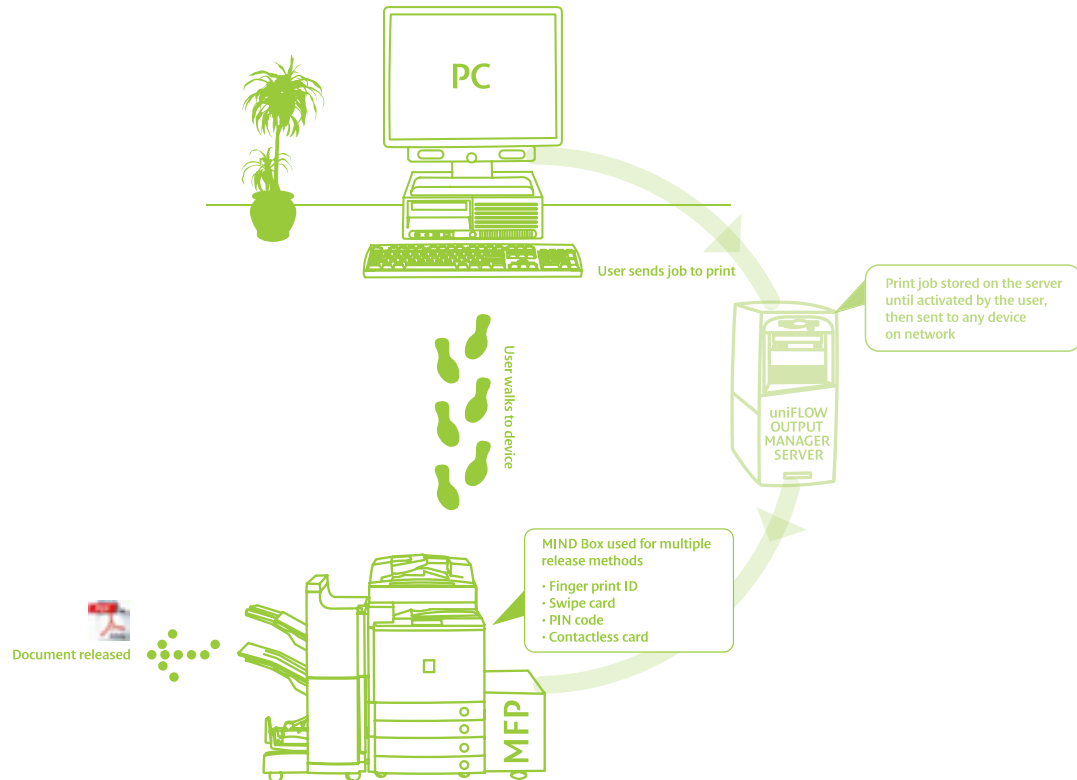 PC
User sends job to print
Print job stored on the server
until activated by the user,
then sent to any device
on network
uniFLOW
OUTPUT
MANAGER
SERVER
User walks to device
MIND Box used for multiple
release methods
· Finger print ID
· Swipe card
· PIN code
· Contactless card
PDF
Document released
MFP